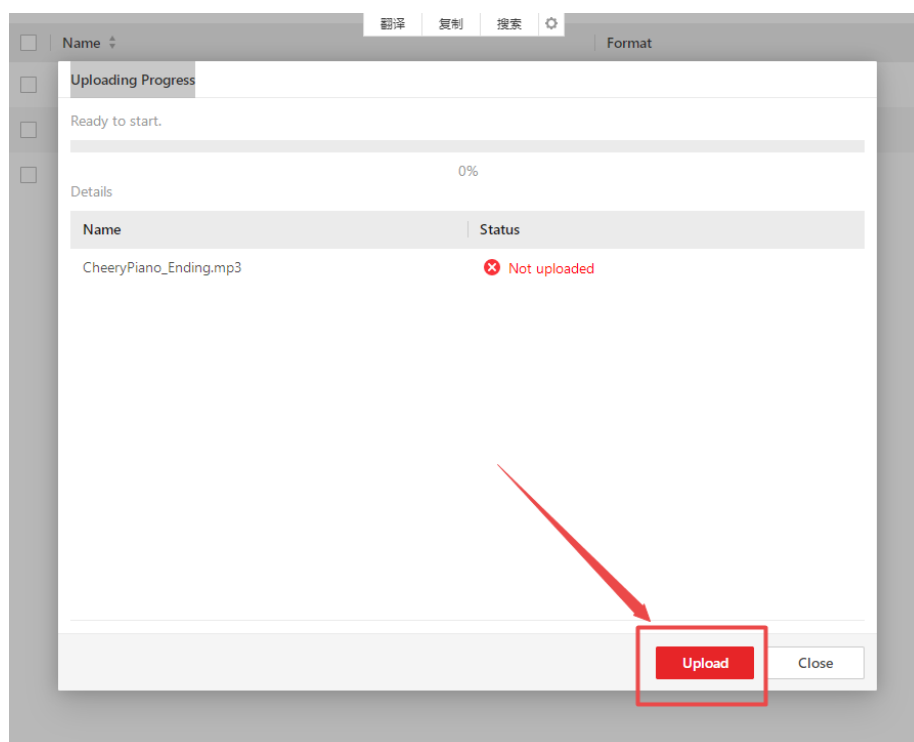 翻译 复制 搜索
Name Format
Uploading Progress
Ready to start.
0%
Details
Name Status
CheeryPiano_Ending.mp3 Not uploaded
Upload Close